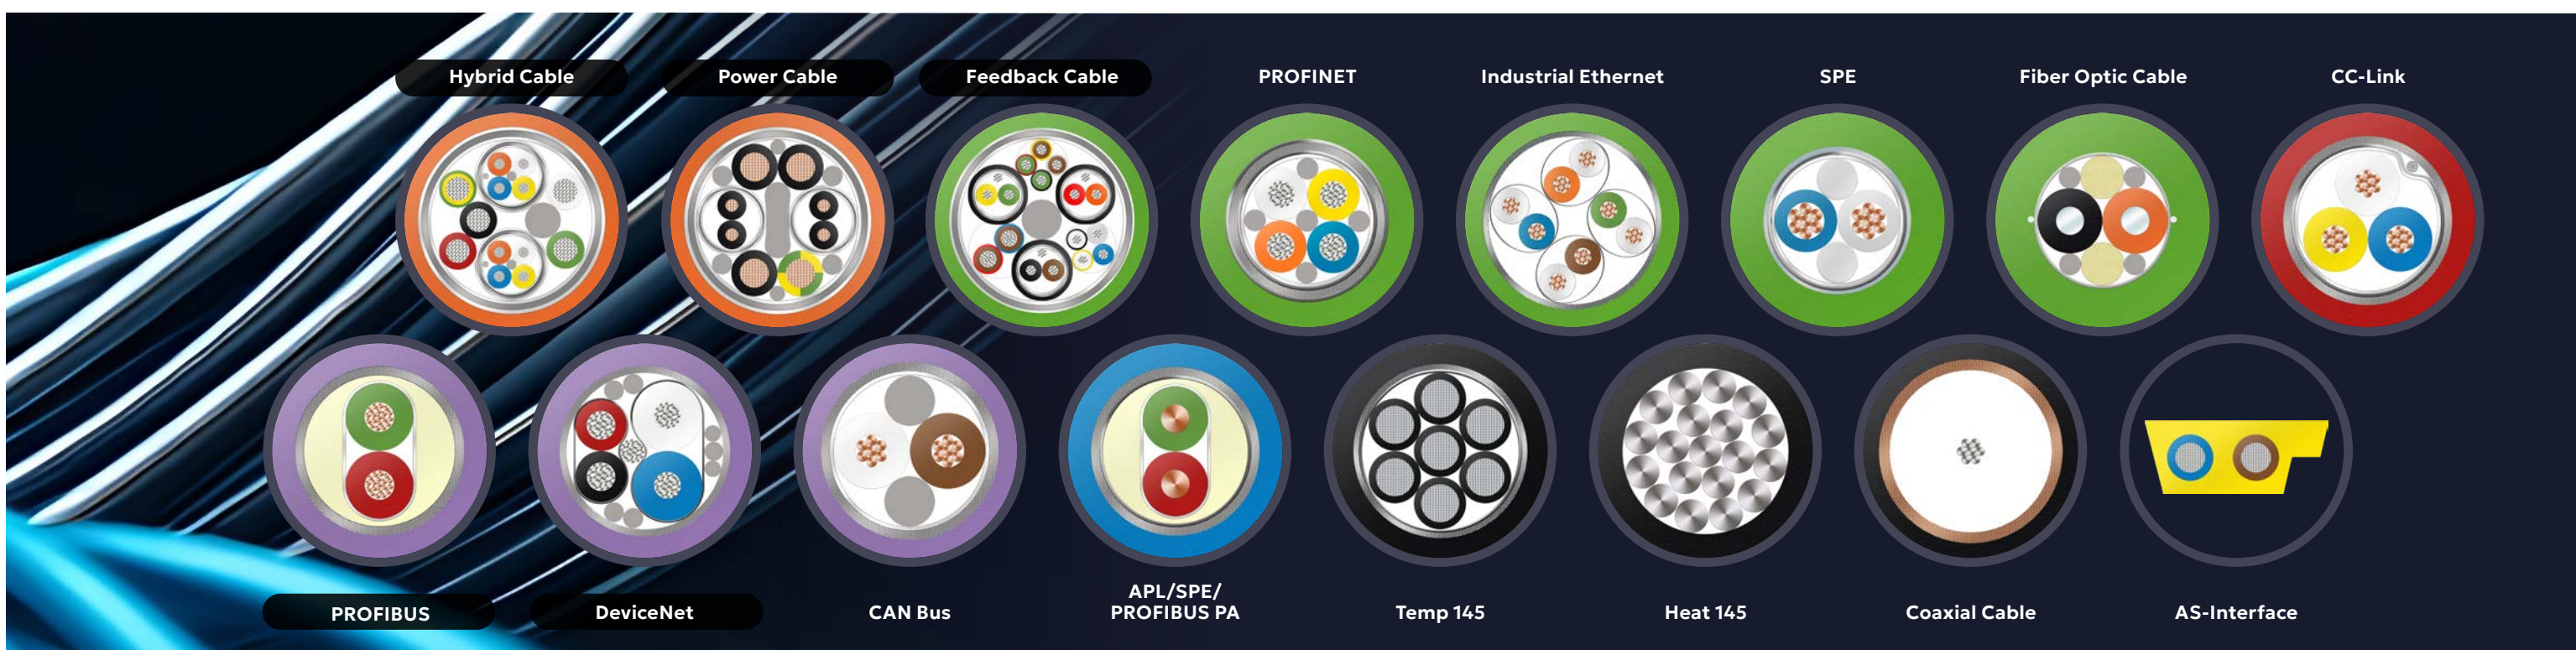 Hybrid Cable
Power Cable
Feedback Cable
PROFINET
Industrial Ethernet
SPE
Fiber Optic Cable
CC-Link
PROFIBUS
DeviceNet
CAN Bus
APL/SPE/
PROFIBUS PA
Temp 145
Heat 145
Coaxial Cable
AS-Interface